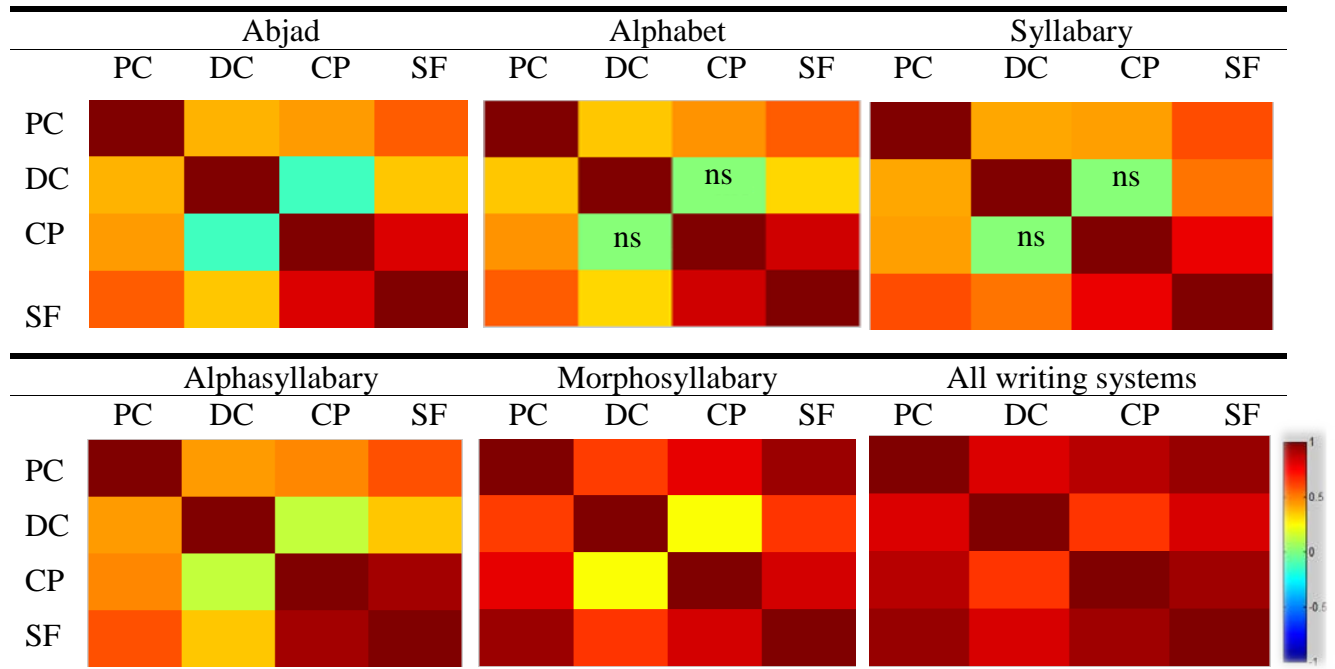 Abjad Alphabet Syllabary
PC DC CP SF PC DC CP SF PC DC CP SF
PC
DC ns ns
CP ns ns
SF
Alphasyllabary Morphosyllabary All writing systems
PC DC CP SF PC DC CP SF PC DC CP SF
1
PC
0.5
DC
0
CP
-0.5
SF
-1